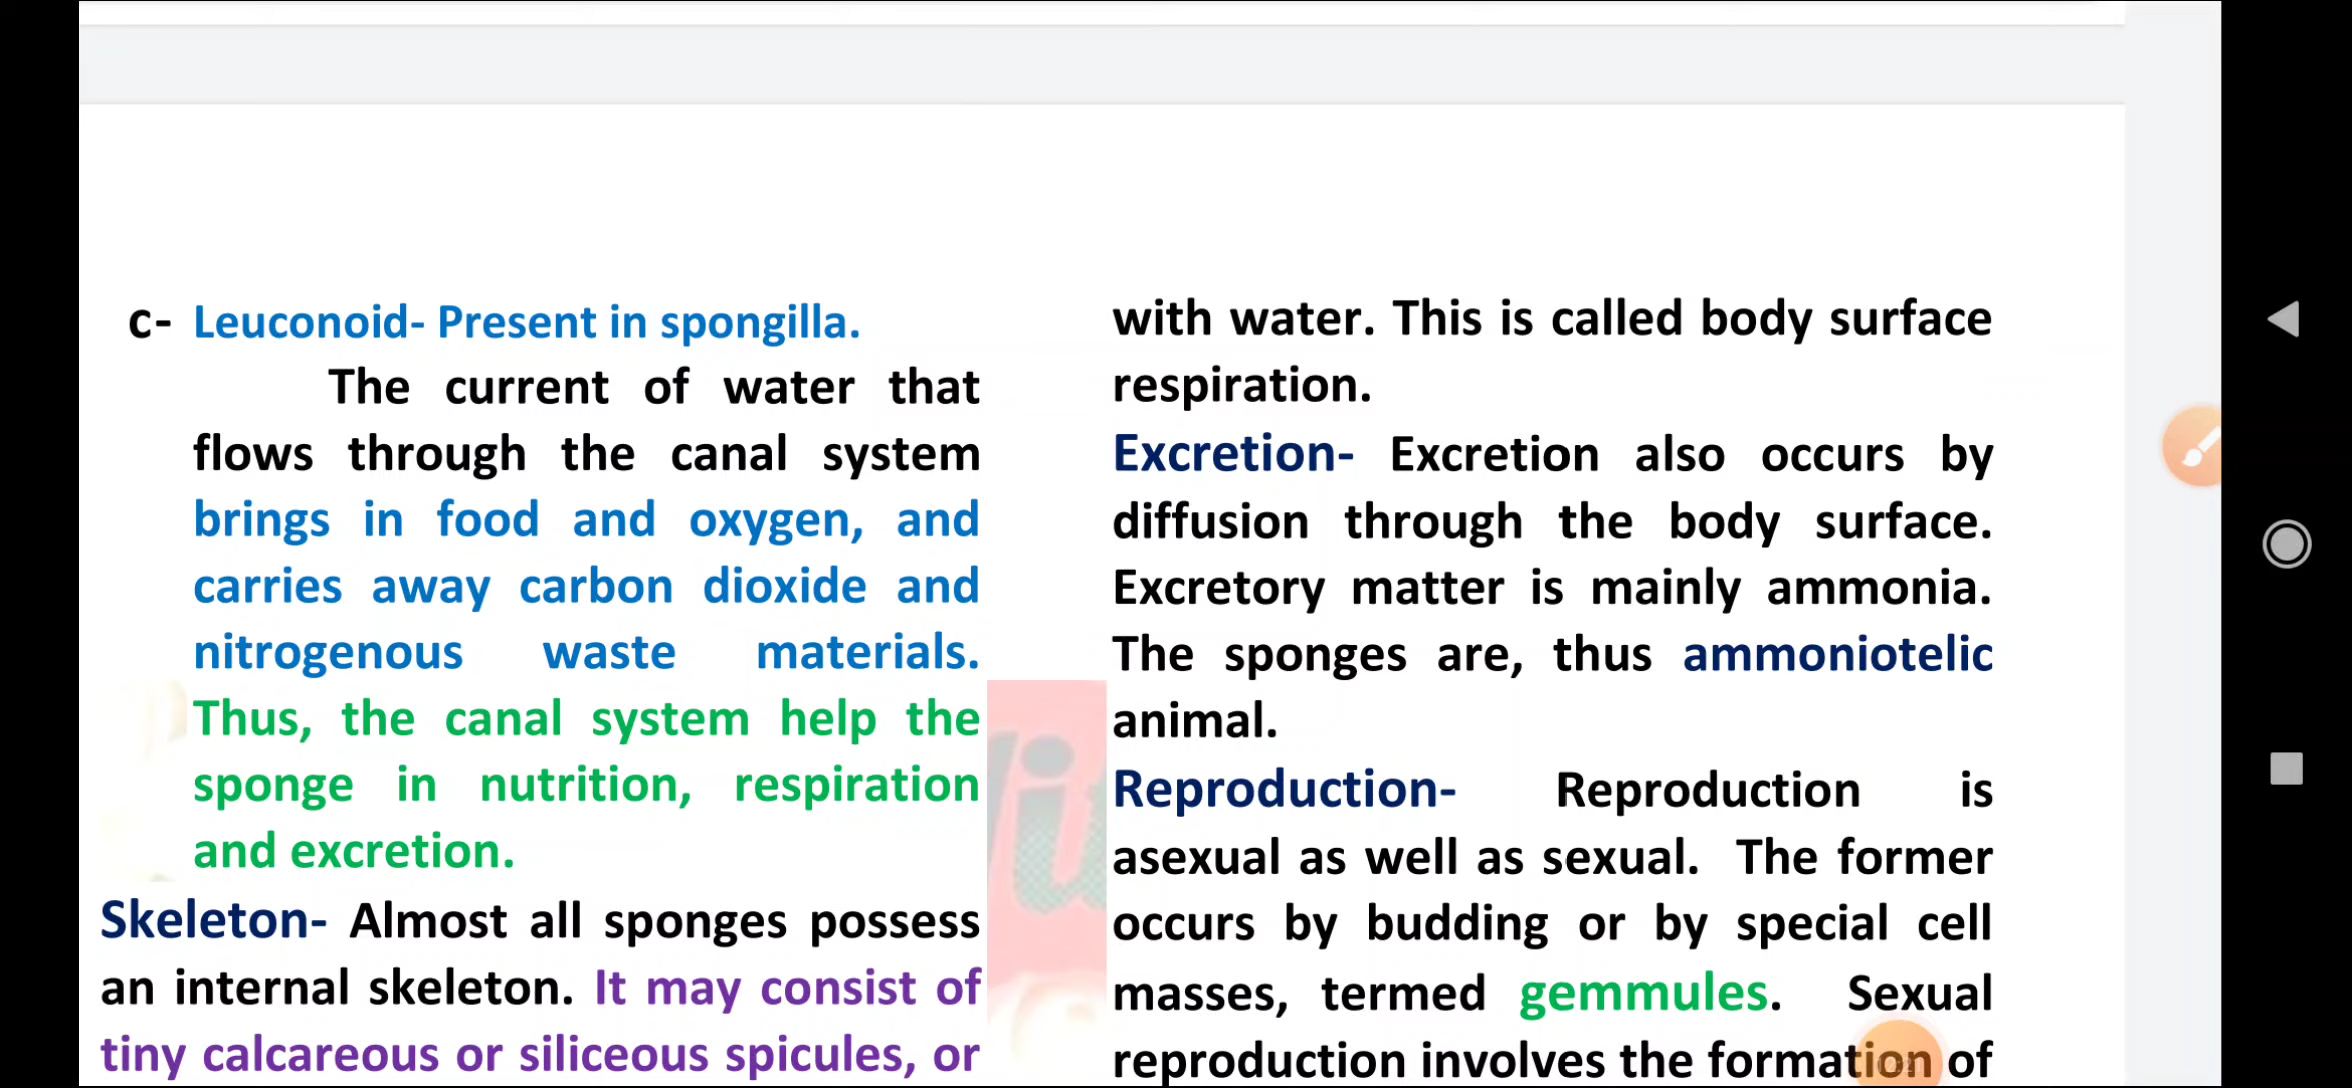 c- Leuconoid- Present in spongilla.
The current of water that
flows through the canal system
brings in food and oxygen, and
carries away carbon dioxide and
nitrogenous waste materials.
Thus, the canal system help the
sponge in nutrition, respiration
and excretion.
Skeleton- Almost all sponges possess
an internal skeleton. It may consist of
tiny calcareous or siliceous spicules, or
with water. This is called body surface
respiration.
Excretion- Excretion also occurs by
diffusion through the body surface.
Excretory matter is mainly ammonia.
The sponges are, thus ammoniotelic
animal.
Reproduction- Reproduction is
asexual as well as sexual. The former
occurs by budding or by special cell
masses, termed gemmules. Sexual
reproduction involves the formation of